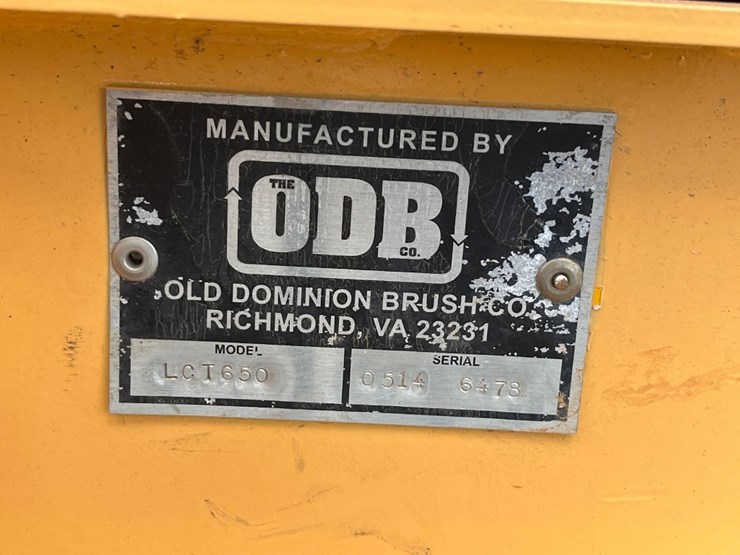 MANUFACTURED BY
THE ODB CO.
OLD DOMINION BRUSH CO.
RICHMOND, VA 23231
MODEL SERIAL
LCT650 0514 6478